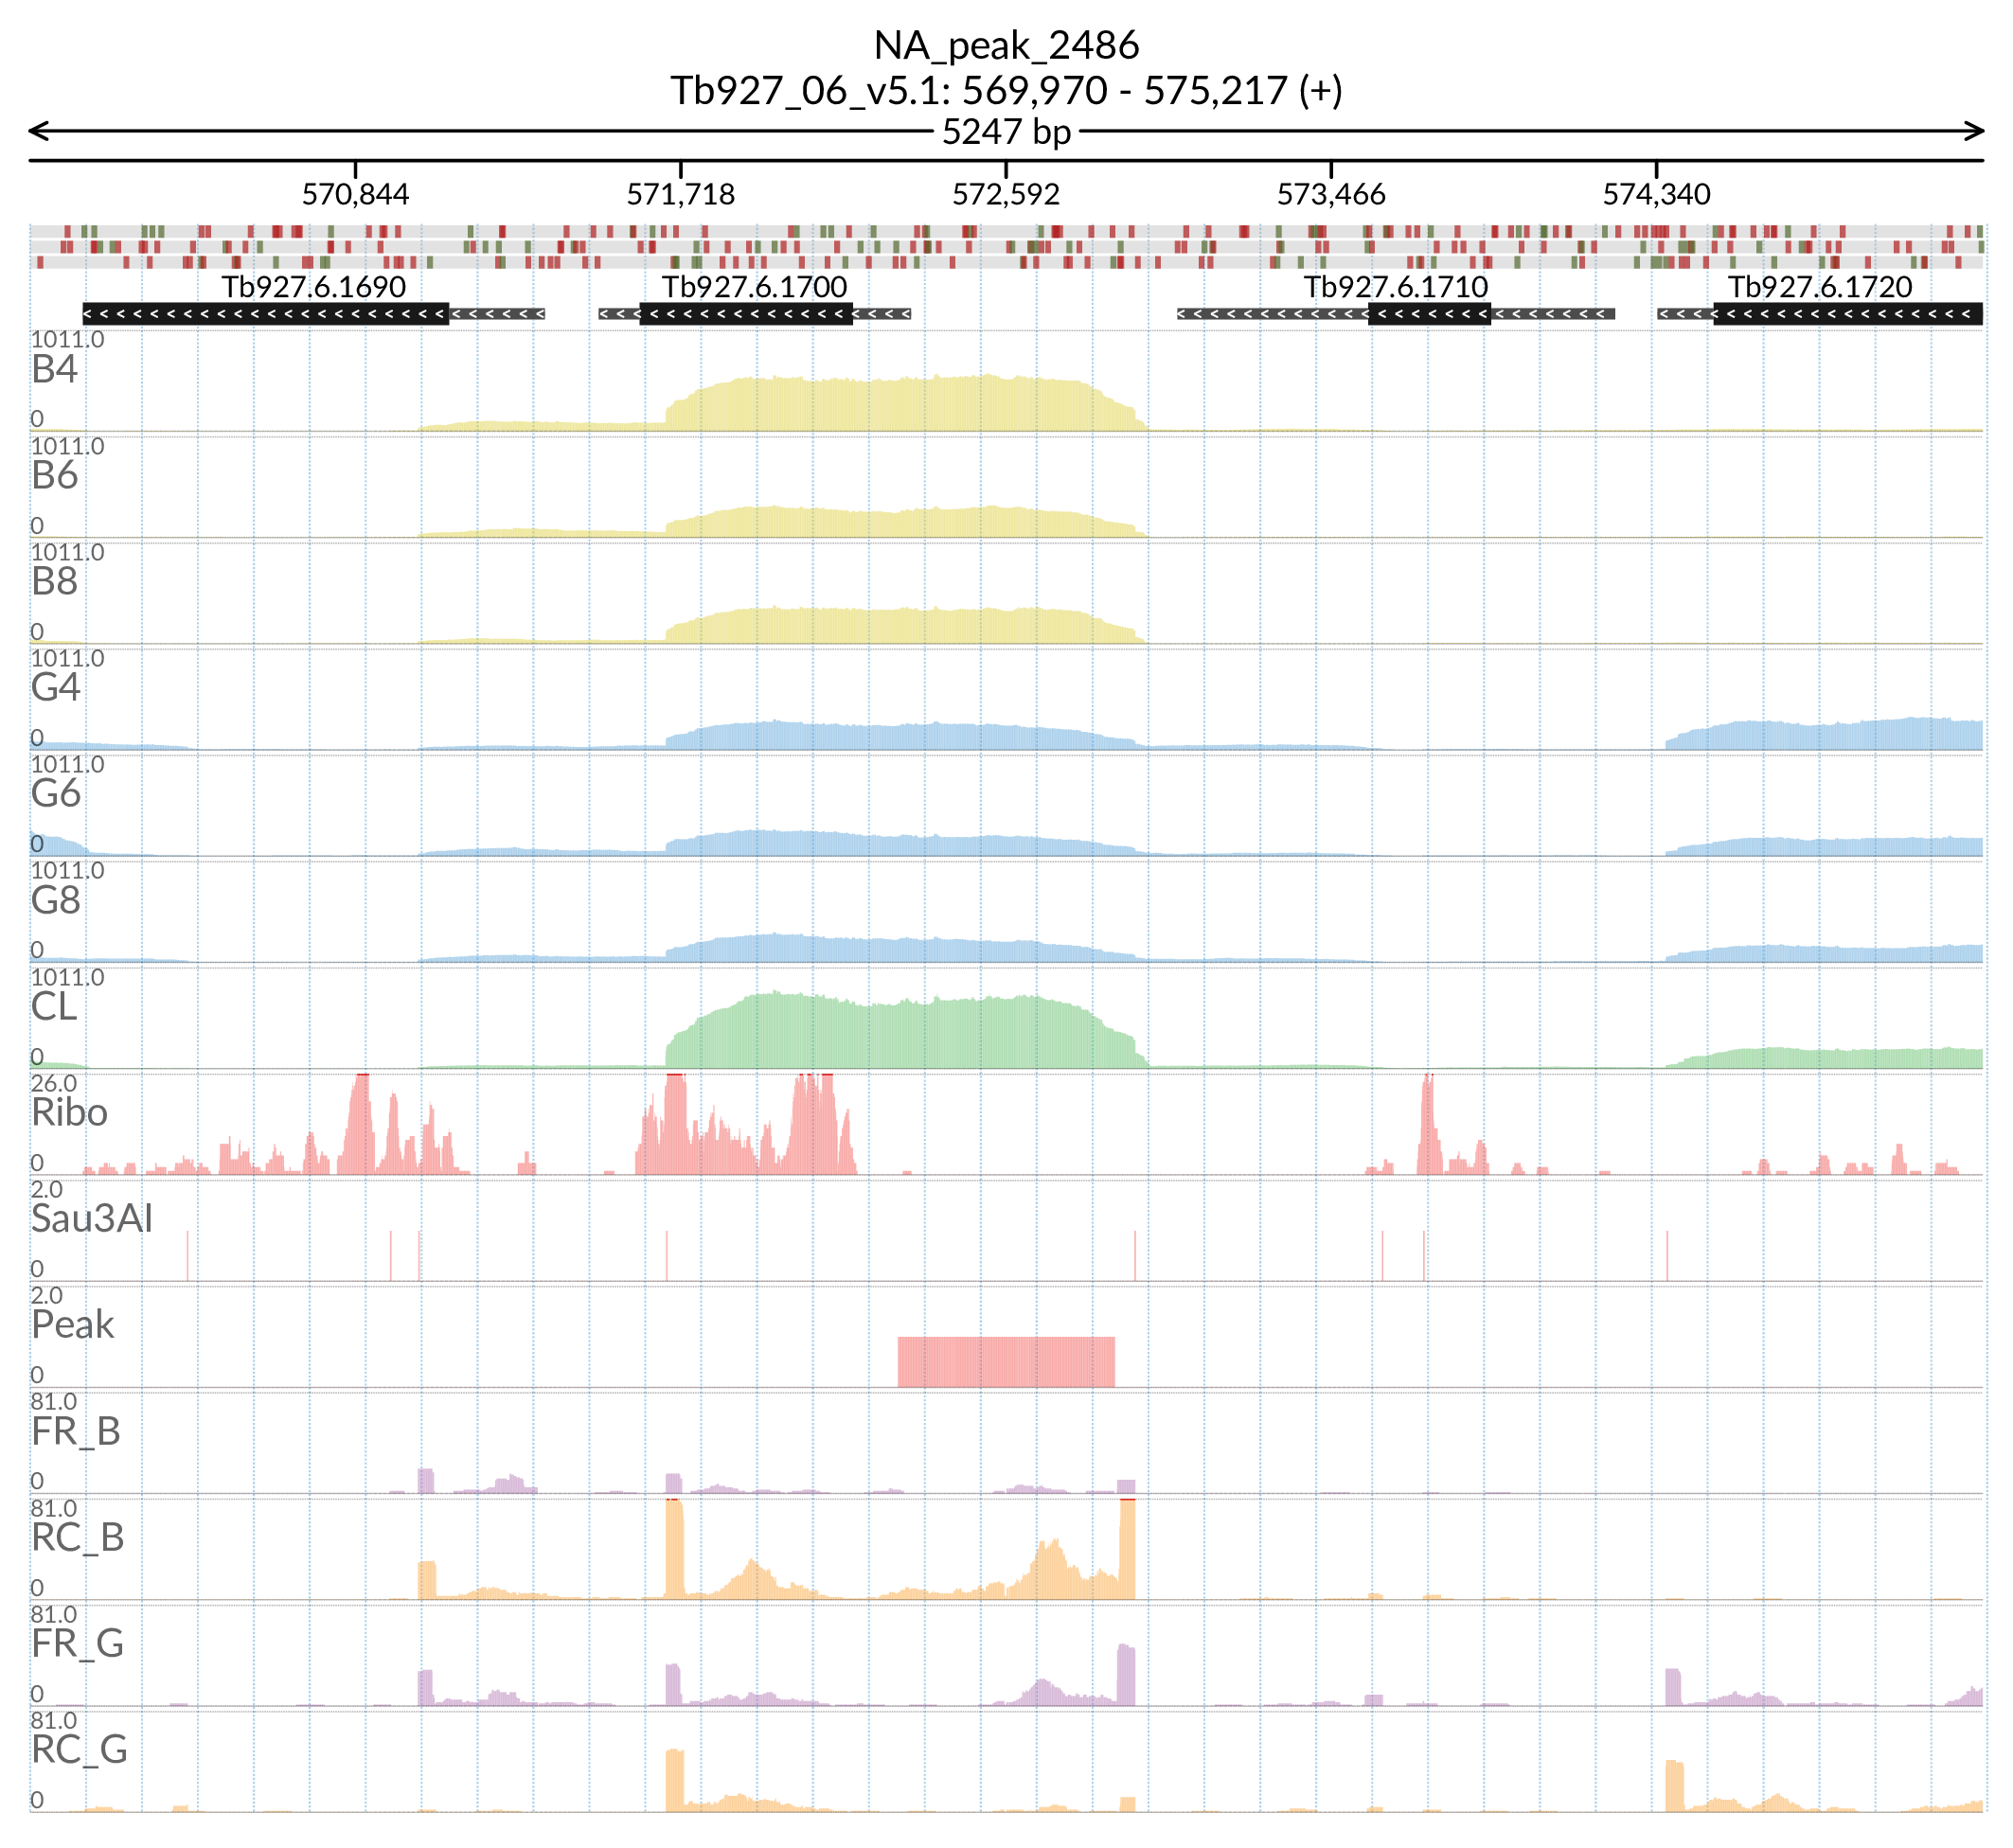 NA_peak_2486
Tb927_06_v5.1: 569,970 - 575,217 (+)
5247 bp
570,844 571,718 572,592 573,466 574,340
Tb927.6.1690 Tb927.6.1700 Tb927.6.1710 Tb927.6.1720
1011.0
B4
0
1011.0
B6
0
1011.0
B8
0
1011.0
G4
0
1011.0
G6
0
1011.0
G8
0
1011.0
CL
0
26.0
Ribo
0
2.0
Sau3AI
0
2.0
Peak
0
81.0
FR_B
0
81.0
RC_B
0
81.0
FR_G
0
81.0
RC_G
0